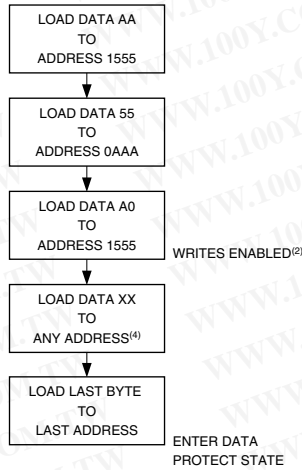 LOAD DATA AA
TO
ADDRESS 1555
LOAD DATA 55
TO
ADDRESS 0AAA
LOAD DATA A0
TO
ADDRESS 1555
WRITES ENABLED(2)
LOAD DATA XX
TO
ANY ADDRESS(4)
LOAD LAST BYTE
TO
LAST ADDRESS
ENTER DATA
PROTECT STATE